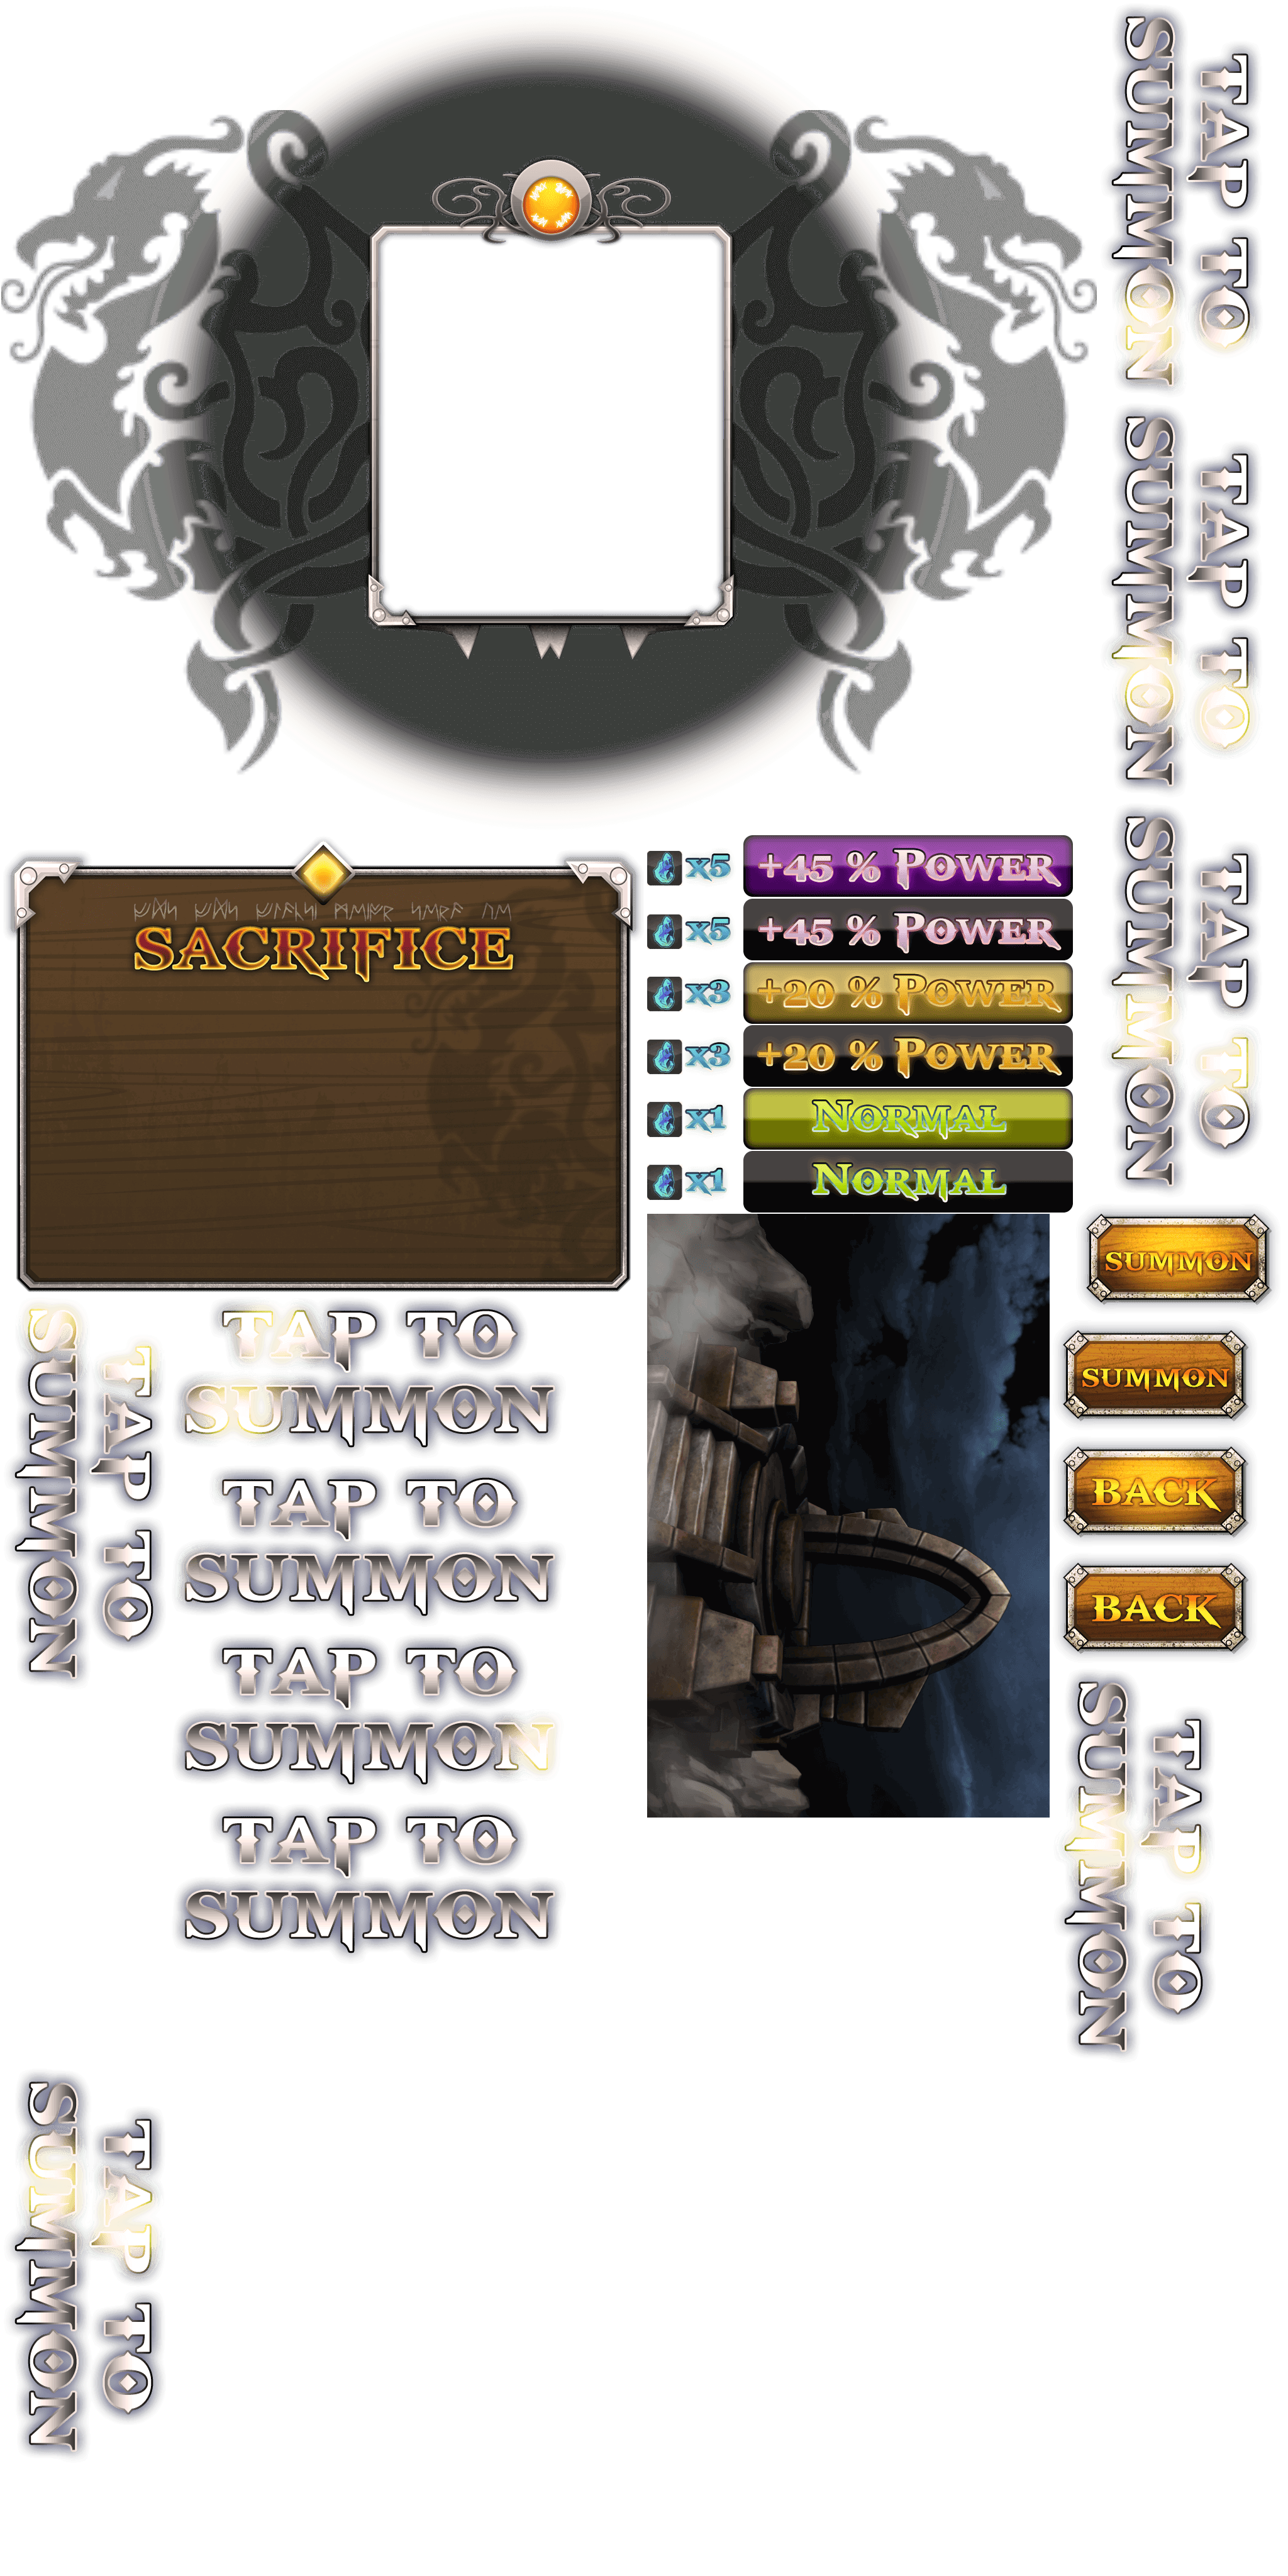 TAP TO
SUMMON
TAP TO
SUMMON
TAP TO
SUMMON
SACRIFICE
x5 +45 % POWER
x5 +45 % POWER
x3 +20 % POWER
x3 +20 % POWER
x1 NORMAL
x1 NORMAL
SUMMON
SUMMON
BACK
BACK
TAP TO
SUMMON
TAP TO
SUMMON
TAP TO
SUMMON
TAP TO
SUMMON
TAP TO
SUMMON
TAP TO
SUMMON
TAP TO
SUMMON